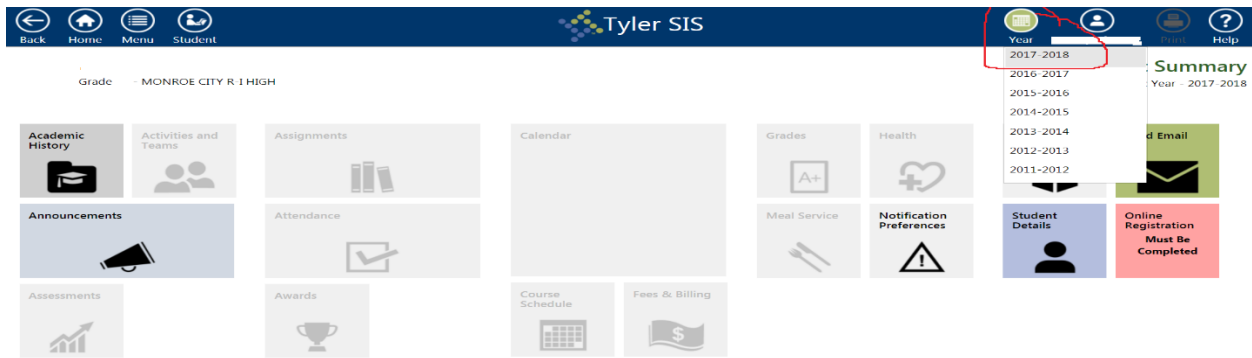 Back Home Menu Student
Tyler SIS
Year Print Help
2017-2018
2016-2017
2015-2016
2014-2015
2013-2014
2012-2013
2011-2012
Summary
Year - 2017-2018
Grade - MONROE CITY R-I HIGH
Academic
History
Activities and
Teams
Assignments
Calendar
Grades
A+
Health
Email
Announcements
Attendance
Meal Service
Notification
Preferences
Student
Details
Online
Registration
Must Be
Completed
Assessments
Awards
Course
Schedule
Fees & Billing
$